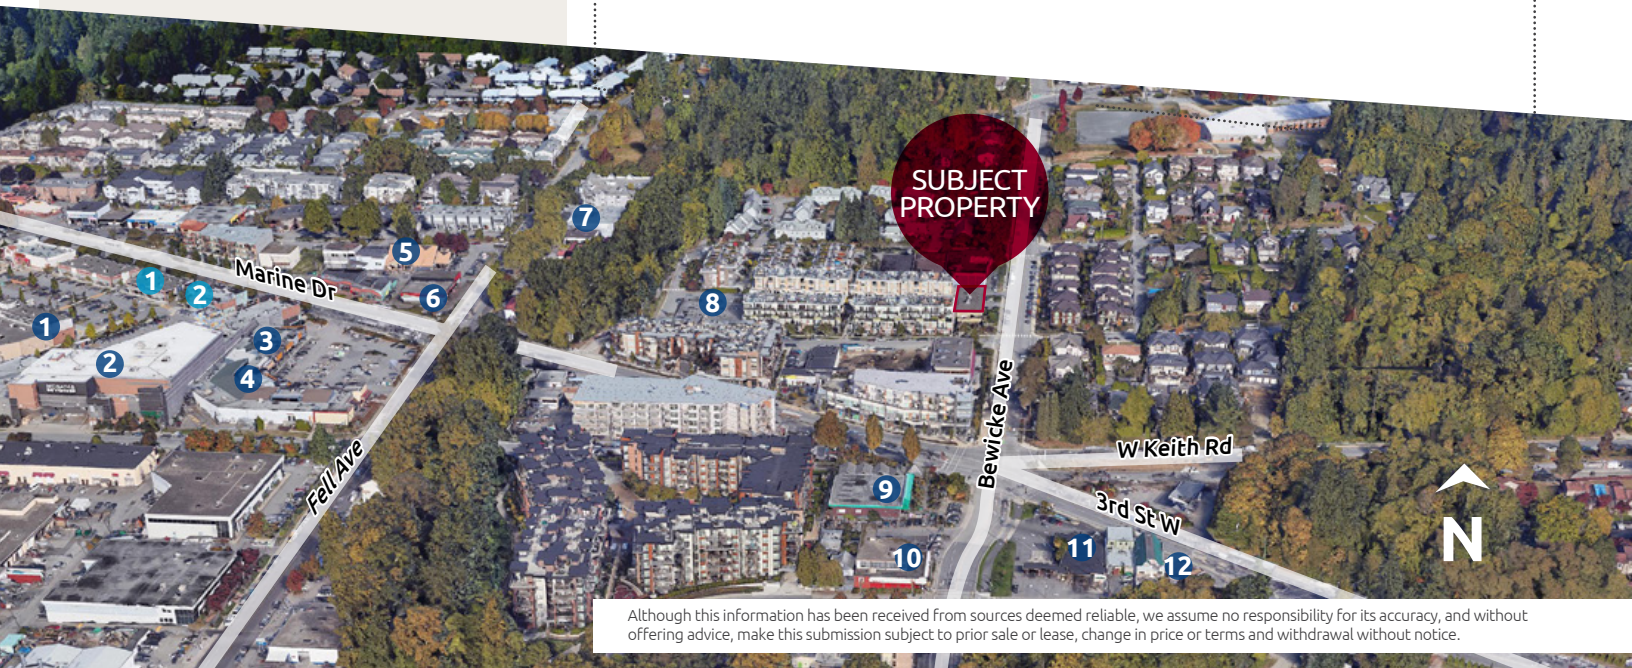 SUBJECT
PROPERTY
7
5
Marine Dr
1
2
6
8
1
3
2
4
Bewicke Ave
Fell Ave
W Keith Rd
9
3rd St W
N
10
11
12
Although this information has been received from sources deemed reliable, we assume no responsibility for its accuracy, and without
offering advice, make this submission subject to prior sale or lease, change in price or terms and withdrawal without notice.